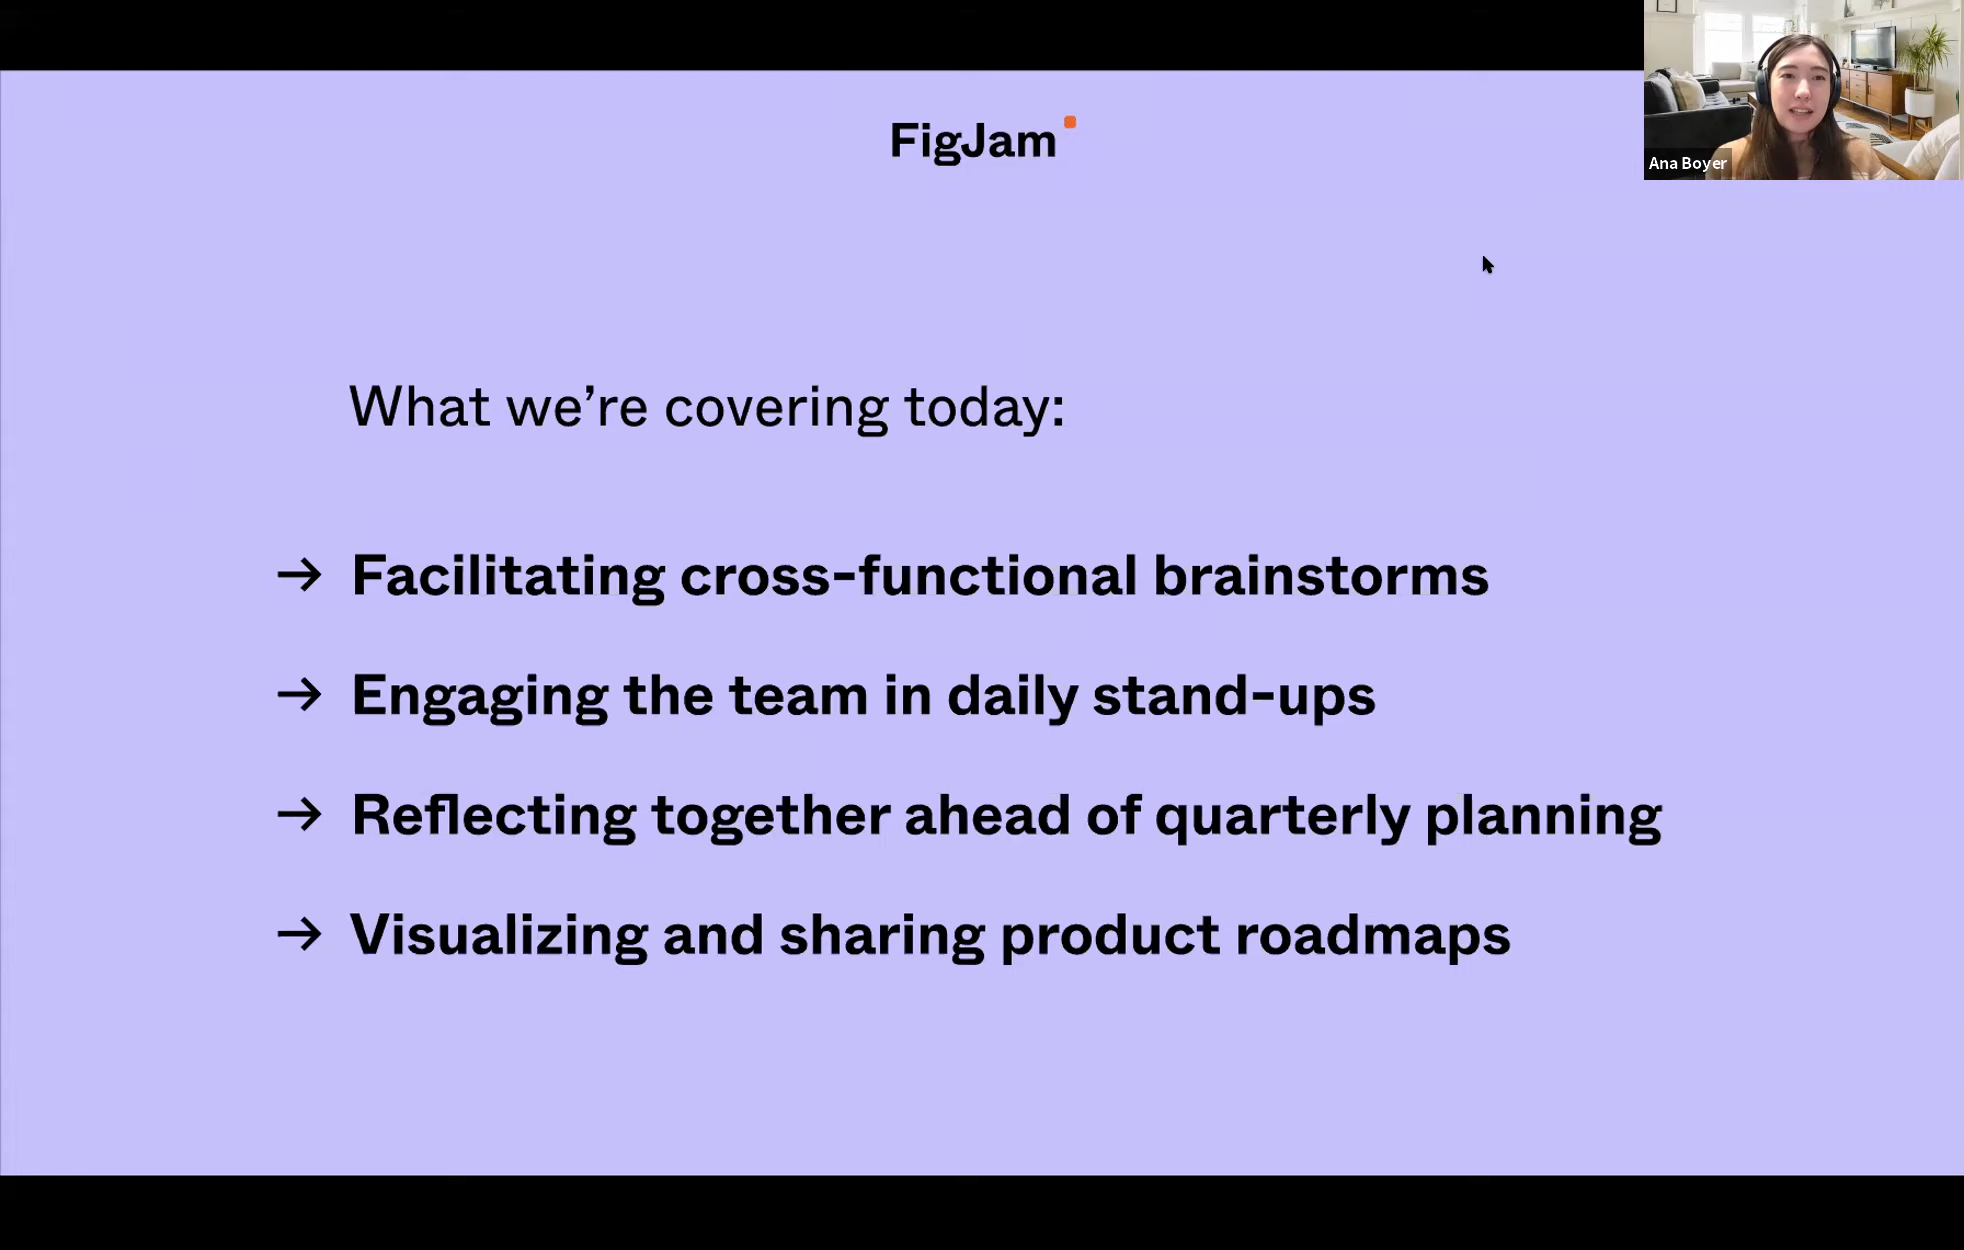 FigJam
Ana Boyer
What we’re covering today:
→ Facilitating cross-functional brainstorms
→ Engaging the team in daily stand-ups
→ Reflecting together ahead of quarterly planning
→ Visualizing and sharing product roadmaps